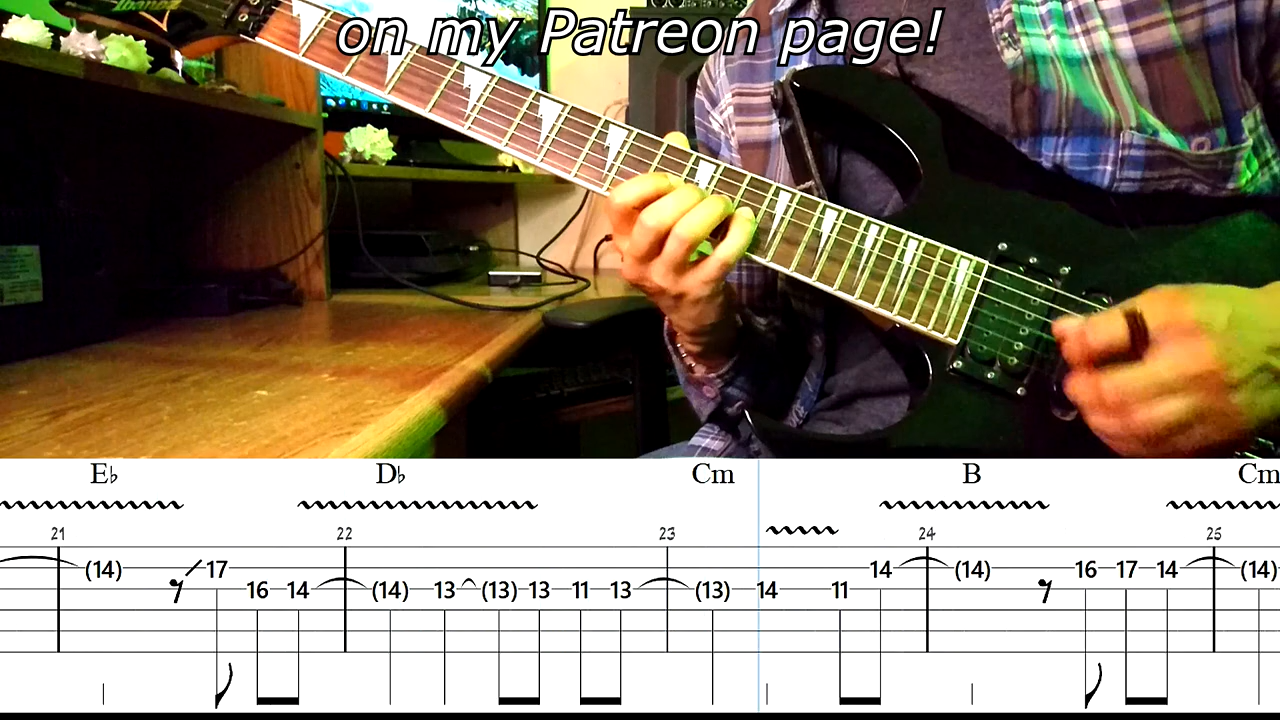 Ibanez
on my Patreon page!
E♭ D♭ Cm B Cm
21 22 23 24 25
(14) 17 14 (14) 16 17 14 (14)
16 14 (14) 13 (13) 13 11 13 (13) 14 11